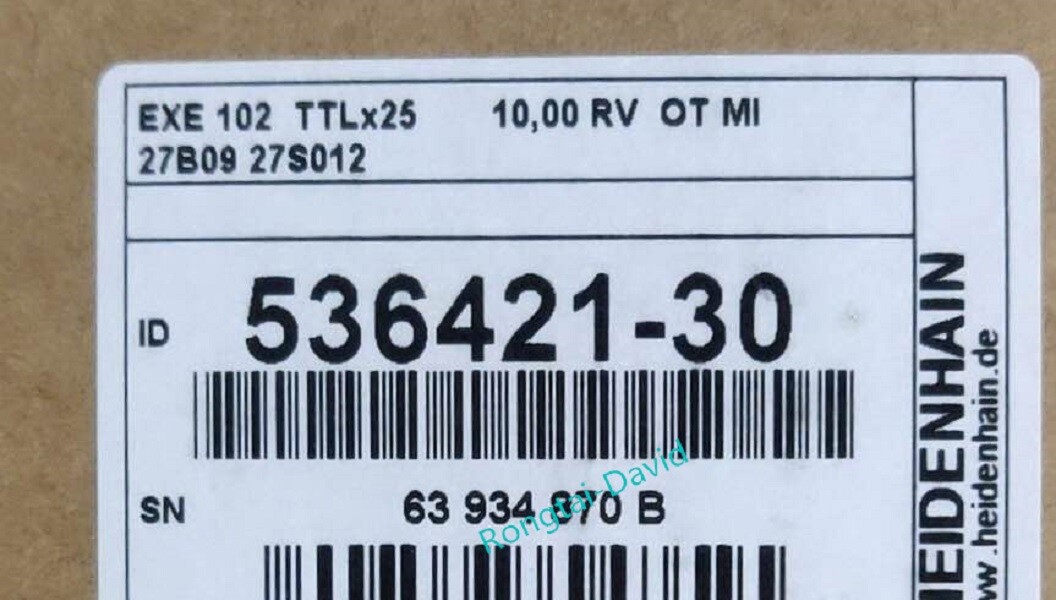 EXE 102 TTLx25 10,00 RV OT MI
27B09 27S012
ID 536421-30
SN 63 934 870 B
Rongtai-David
HEIDENHAIN
w.heidenhain.de